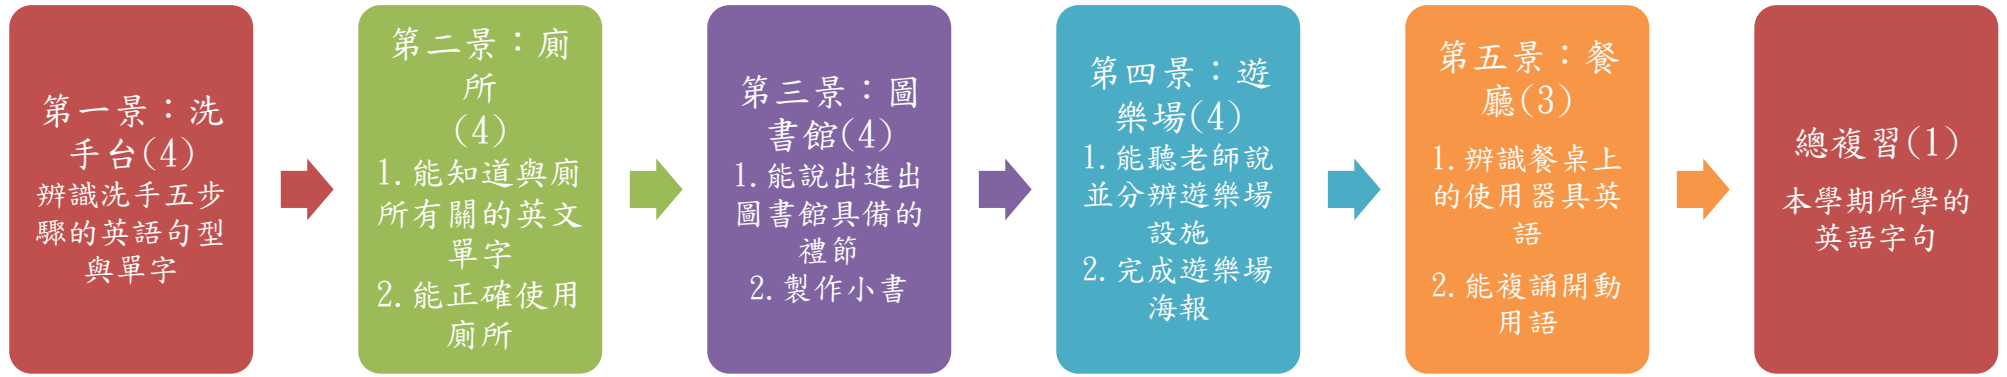 第一景：洗
手台(4)
辨識洗手五步
驟的英語句型
與單字
第二景：廁
所
(4)
1.能知道與廁
所有關的英文
單字
2.能正確使用
廁所
第三景：圖
書館(4)
1.能說出進出
圖書館具備的
禮節
2.製作小書
第四景：遊
樂場(4)
1.能聽老師說
並分辨遊樂場
設施
2.完成遊樂場
海報
第五景：餐
廳(3)
1.辨識餐桌上
的使用器具英
語
2.能複誦開動
用語
總複習(1)
本學期所學的
英語字句